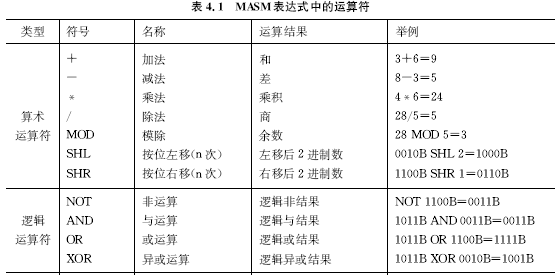 表 4.1 MASM表达式中的运算符
类型 符号 名称 运算结果 举例
算术运算符 + 加法 和 3+6=9
- 减法 差 8-3=5
* 乘法 乘积 4*6=24
/ 除法 商 28/5=5
MOD 模除 余数 28 MOD 5=3
SHL 按位左移(n 次) 左移后 2 进制数 0010B SHL 2=1000B
SHR 按位右移(n 次) 右移后 2 进制数 1100B SHR 1=0110B
逻辑运算符 NOT 非运算 逻辑非结果 NOT 1100B=0011B
AND 与运算 逻辑与结果 1011B AND 0011B=0011B
OR 或运算 逻辑或结果 1011B OR 1100B=1111B
XOR 异或运算 逻辑异或结果 1011B XOR 0010B=1001B